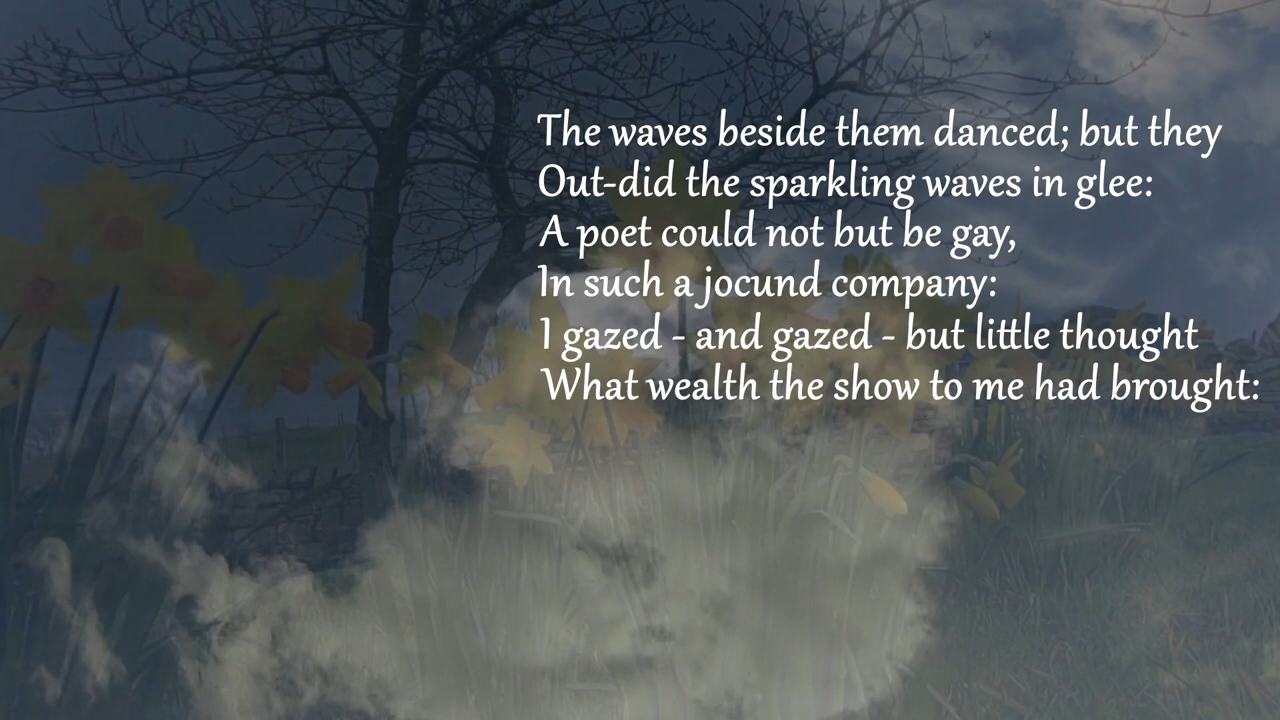 The waves beside them danced; but they
Out-did the sparkling waves in glee:
A poet could not but be gay,
In such a jocund company:
I gazed - and gazed - but little thought
What wealth the show to me had brought: